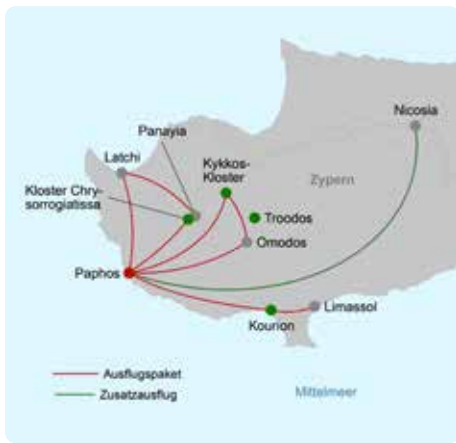 Nicosia
Panayia
Kykkos-
Kloster
Latchi
Zypern
Kloster Chry-
sorrogiatissa
Troodos
Omodos
Paphos
Limassol
Kourion
Ausflugspaket
Zusatzausflug
Mittelmeer